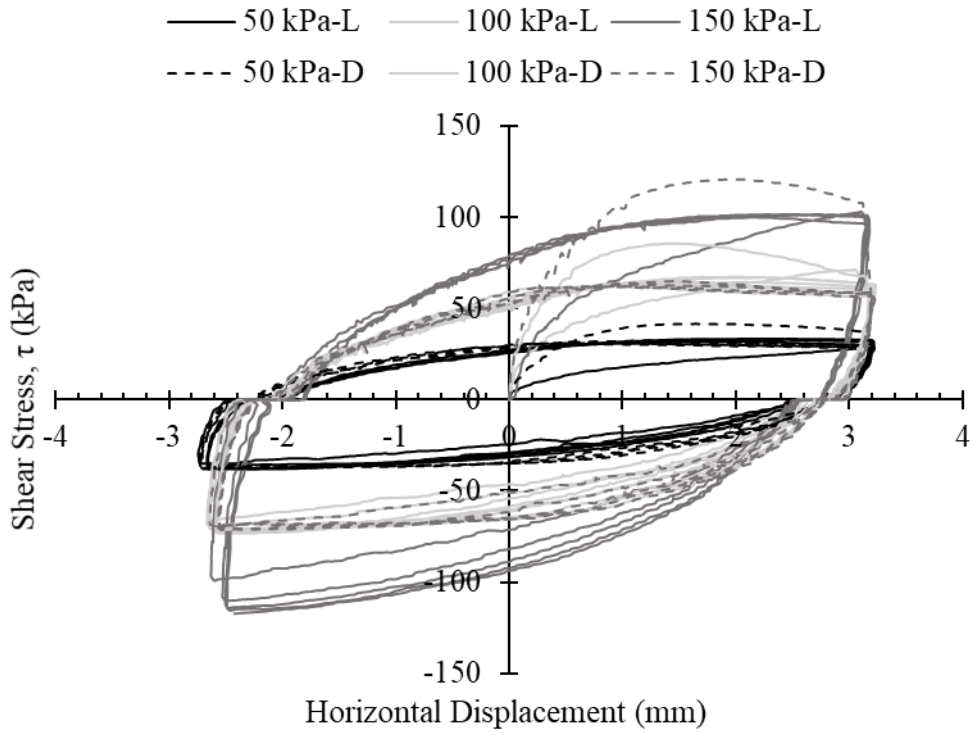 50 kPa-L 100 kPa-L 150 kPa-L
50 kPa-D 100 kPa-D 150 kPa-D
150
100
50
0
-4 -3 -2 -1 0 1 2 3 4
-50
-100
-150
Shear Stress, τ (kPa)
Horizontal Displacement (mm)